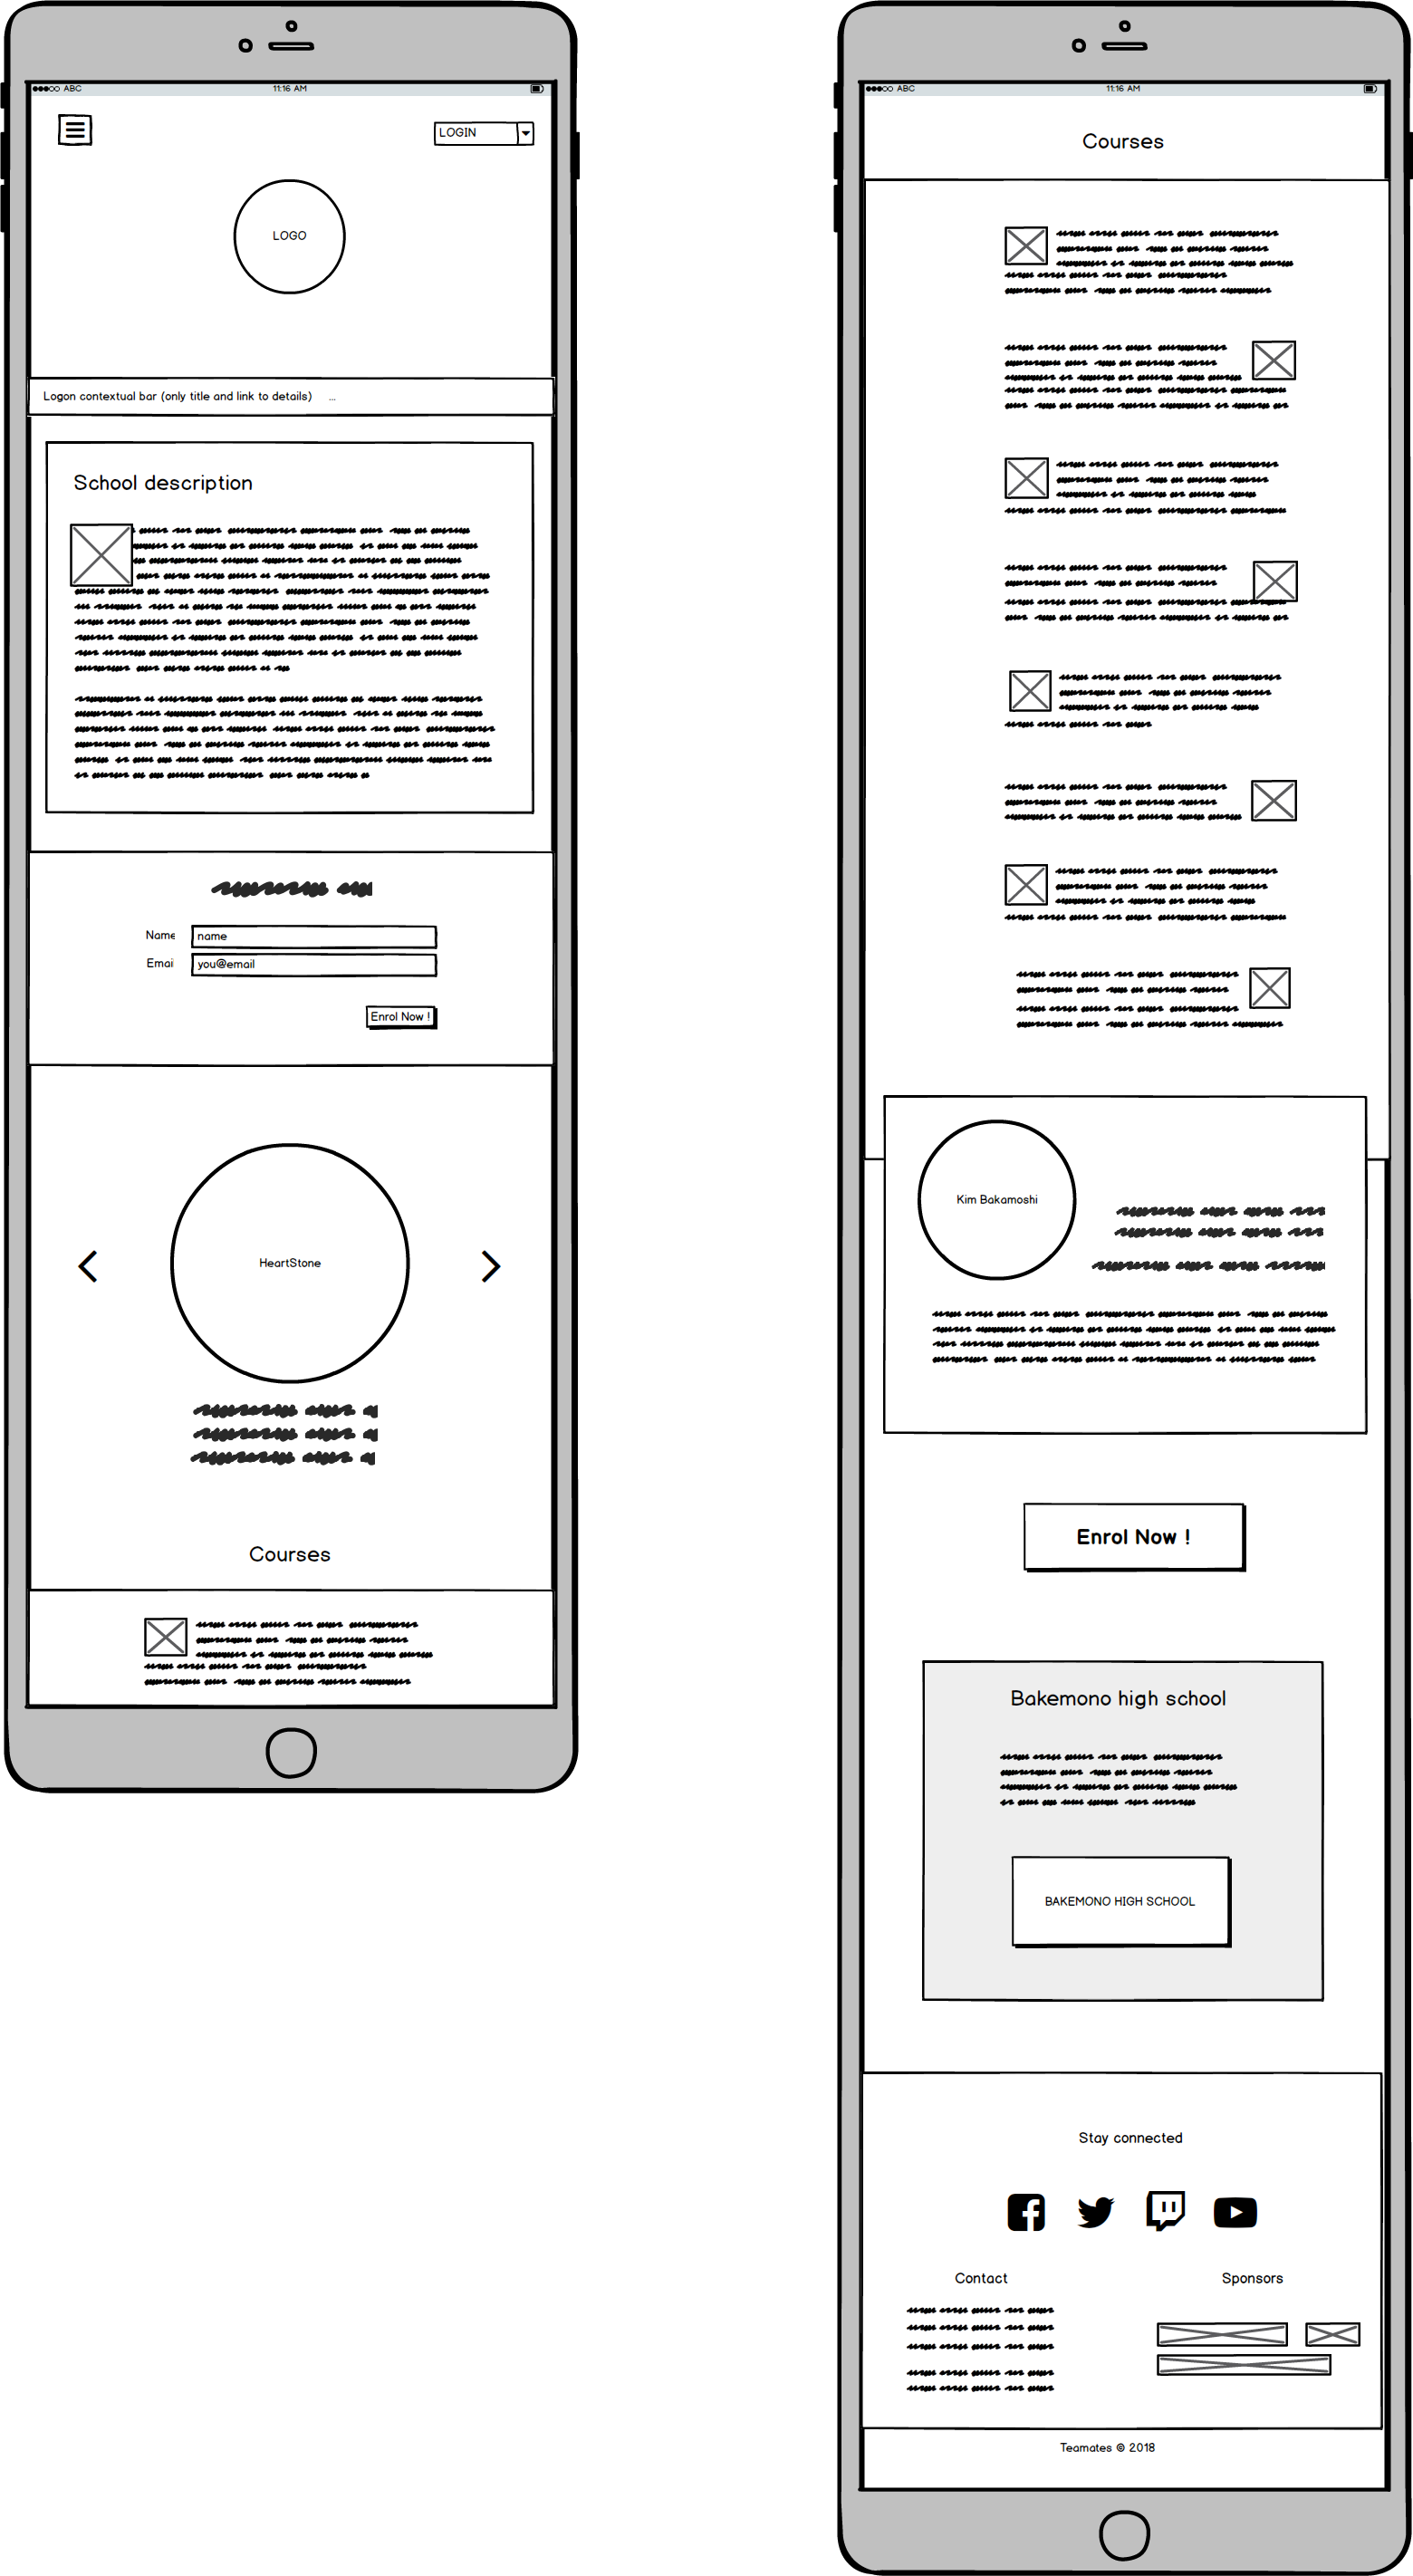 ABC 11:16 AM
LOGIN
LOGO
Logon contextual bar (only title and link to details) ...
School description
Name name
Emai you@email
Enrol Now !
HeartStone
Courses
ABC 11:16 AM
Courses
Kim Bakamoshi
Enrol Now !
Bakemono high school
BAKEMONO HIGH SCHOOL
Stay connected
Contact Sponsors
Teamates © 2018